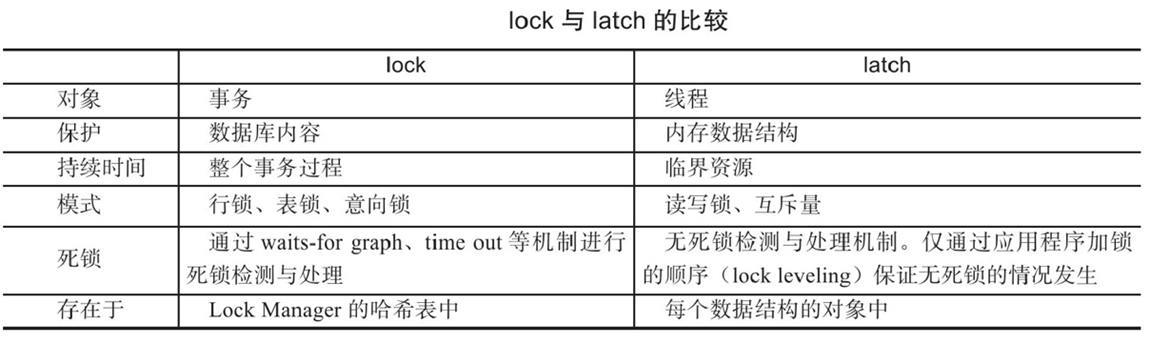 lock 与 latch 的比较
lock latch
对象 事务 线程
保护 数据库内容 内存数据结构
持续时间 整个事务过程 临界资源
模式 行锁、表锁、意向锁 读写锁、互斥量
死锁 通过 waits-for graph、time out 等机制进行 无死锁检测与处理机制。仅通过应用程序加锁
死锁检测与处理 的顺序（lock leveling）保证无死锁的情况发生
存在于 Lock Manager 的哈希表中 每个数据结构的对象中